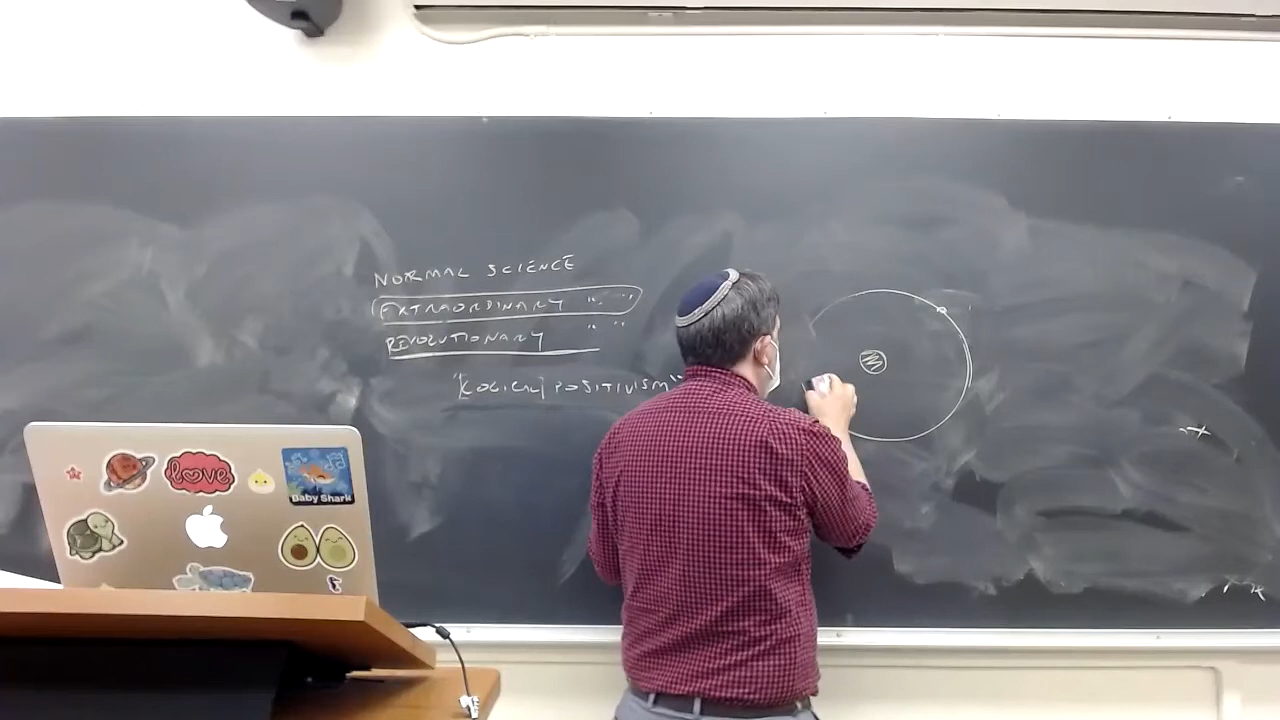 NORMAL SCIENCE
EXTRAORDINARY " "
REVOLUTIONARY " "
"[LOGICAL] POSITIVISM"
love
Baby Shark